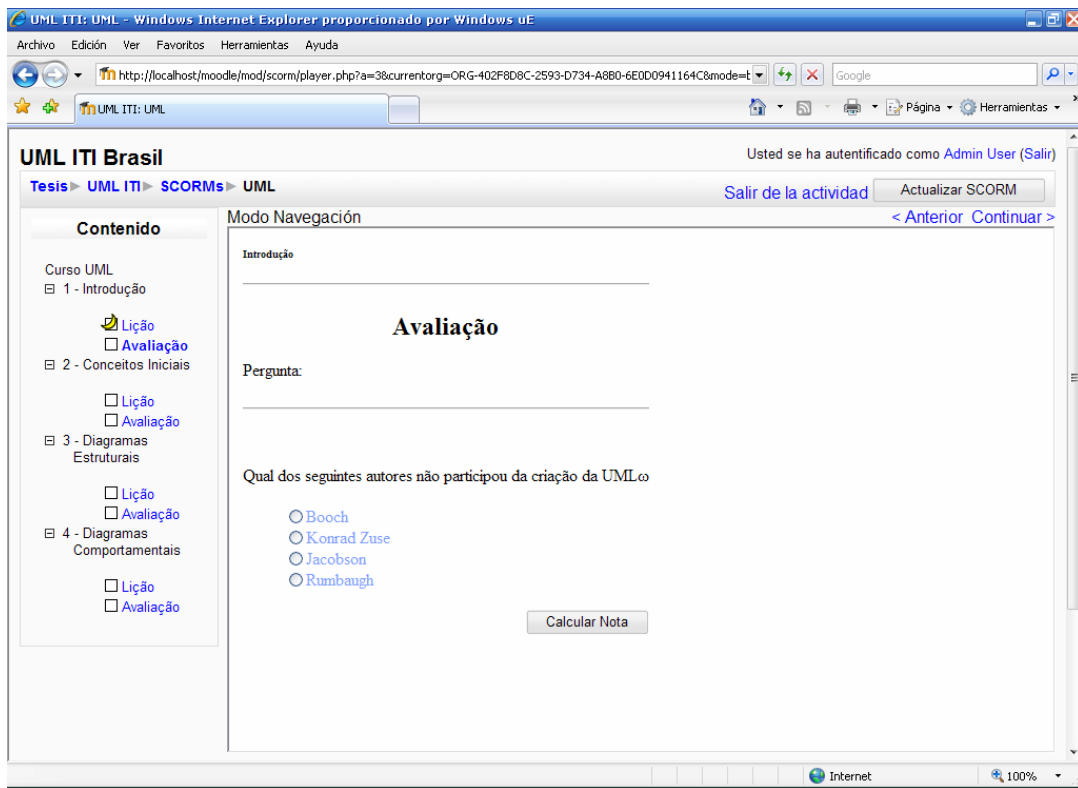 UML ITI: UML - Windows Internet Explorer proporcionado por Windows uE
Archivo Edición Ver Favoritos Herramientas Ayuda
http://localhost/moodle/mod/scorm/player.php?a=3&currentorg=ORG-402F8D8C-2593-D734-A8B0-6E0D0941164C&mode=t
Google
UML ITI: UML
Página Herramientas
UML ITI Brasil
Usted se ha autentificado como Admin User (Salir)
Tesis UML ITI SCORMs UML
Salir de la actividad
Actualizar SCORM
Contenido
Curso UML
1 - Introdução
Lição
Avaliação
2 - Conceitos Iniciais
Lição
Avaliação
3 - Diagramas
Estruturais
Lição
Avaliação
4 - Diagramas
Comportamentais
Lição
Avaliação
Modo Navegación
< Anterior Continuar >
Introdução
Avaliação
Pergunta:
Qual dos seguintes autores não participou da criação da UMLω
Booch
Konrad Zuse
Jacobson
Rumbaugh
Calcular Nota
Internet
100%